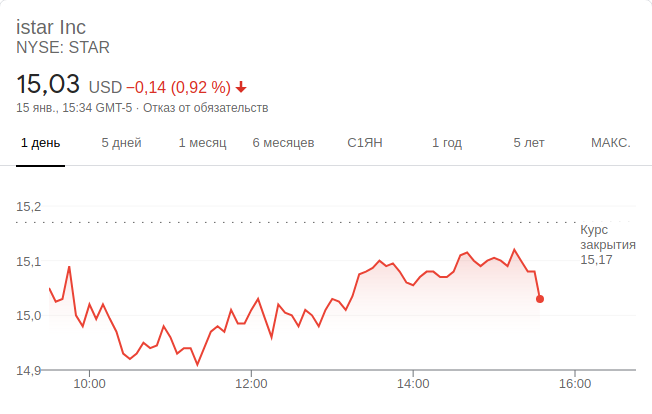 istar Inc
NYSE: STAR
15,03 USD −0,14 (0,92 %)
15 янв., 15:34 GMT-5 · Отказ от обязательств
1 день 5 дней 1 месяц 6 месяцев С1ЯН 1 год 5 лет МАКС.
15,2
Курс
закрытия
15,17
15,1
15,0
14,9
10:00 12:00 14:00 16:00